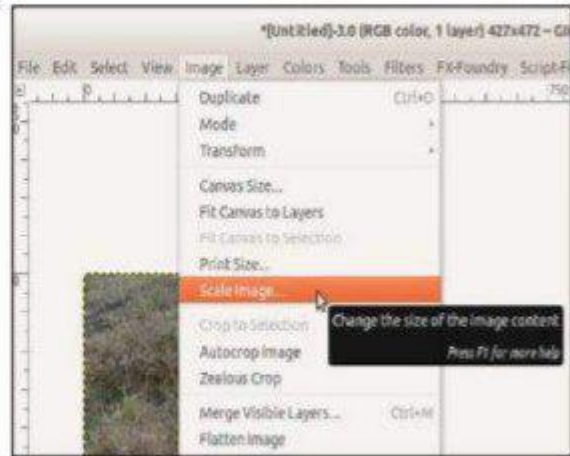 *[Untitled]-3.0 (RGB color, 1 layer) 427x472 – GI
File Edit Select View Image Layer Colors Tools Filters FX-Foundry Script-F
0 750
Duplicate Ctrl+D
Mode
Transform
Canvas Size...
Fit Canvas to Layers
Fit Canvas to Selection
Print Size...
Scale Image...
Change the size of the image content
Press F1 for more help
Crop to Selection
Autocrop Image
Zealous Crop
Merge Visible Layers... Ctrl+M
Flatten Image